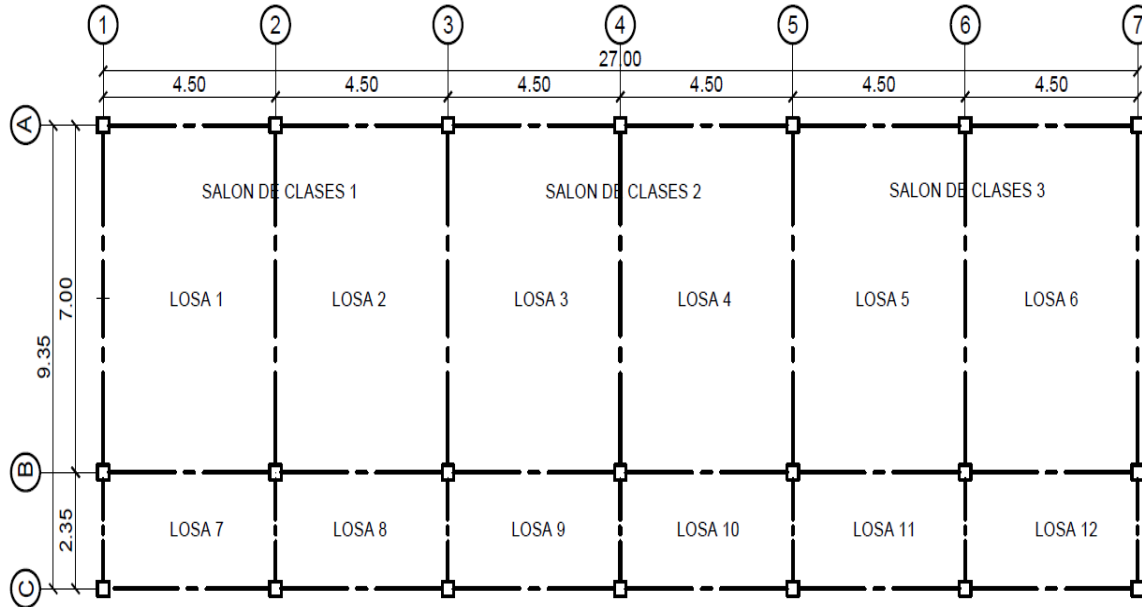 1 2 3 4 5 6 7
27.00
4.50 4.50 4.50 4.50 4.50 4.50
A
SALON DE CLASES 1 SALON DE CLASES 2 SALON DE CLASES 3
7.00
LOSA 1 LOSA 2 LOSA 3 LOSA 4 LOSA 5 LOSA 6
9.35
B
2.35
LOSA 7 LOSA 8 LOSA 9 LOSA 10 LOSA 11 LOSA 12
C